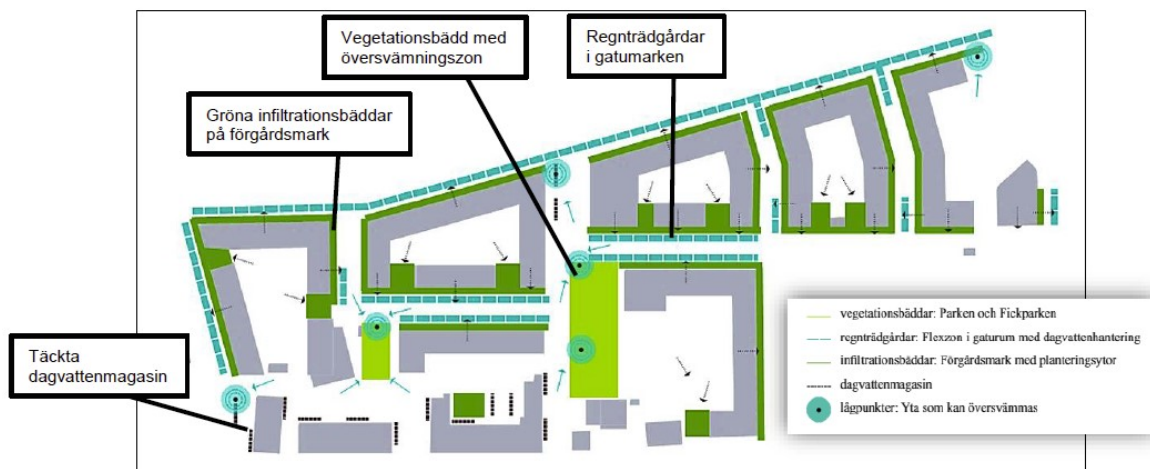 Vegetationsbädd med
översvämningszon
Regnträdgårdar
i gatumarken
Gröna infiltrationsbäddar
på förgårdsmark
Täckta
dagvattenmagasin
vegetationsbäddar: Parken och Fickparken
regnträdgårdar: Flexzon i gaturum med dagvattenhantering
infiltrationsbäddar: Förgårdsmark med planteringsytor
dagvattenmagasin
lågpunkter: Yta som kan översvämmas